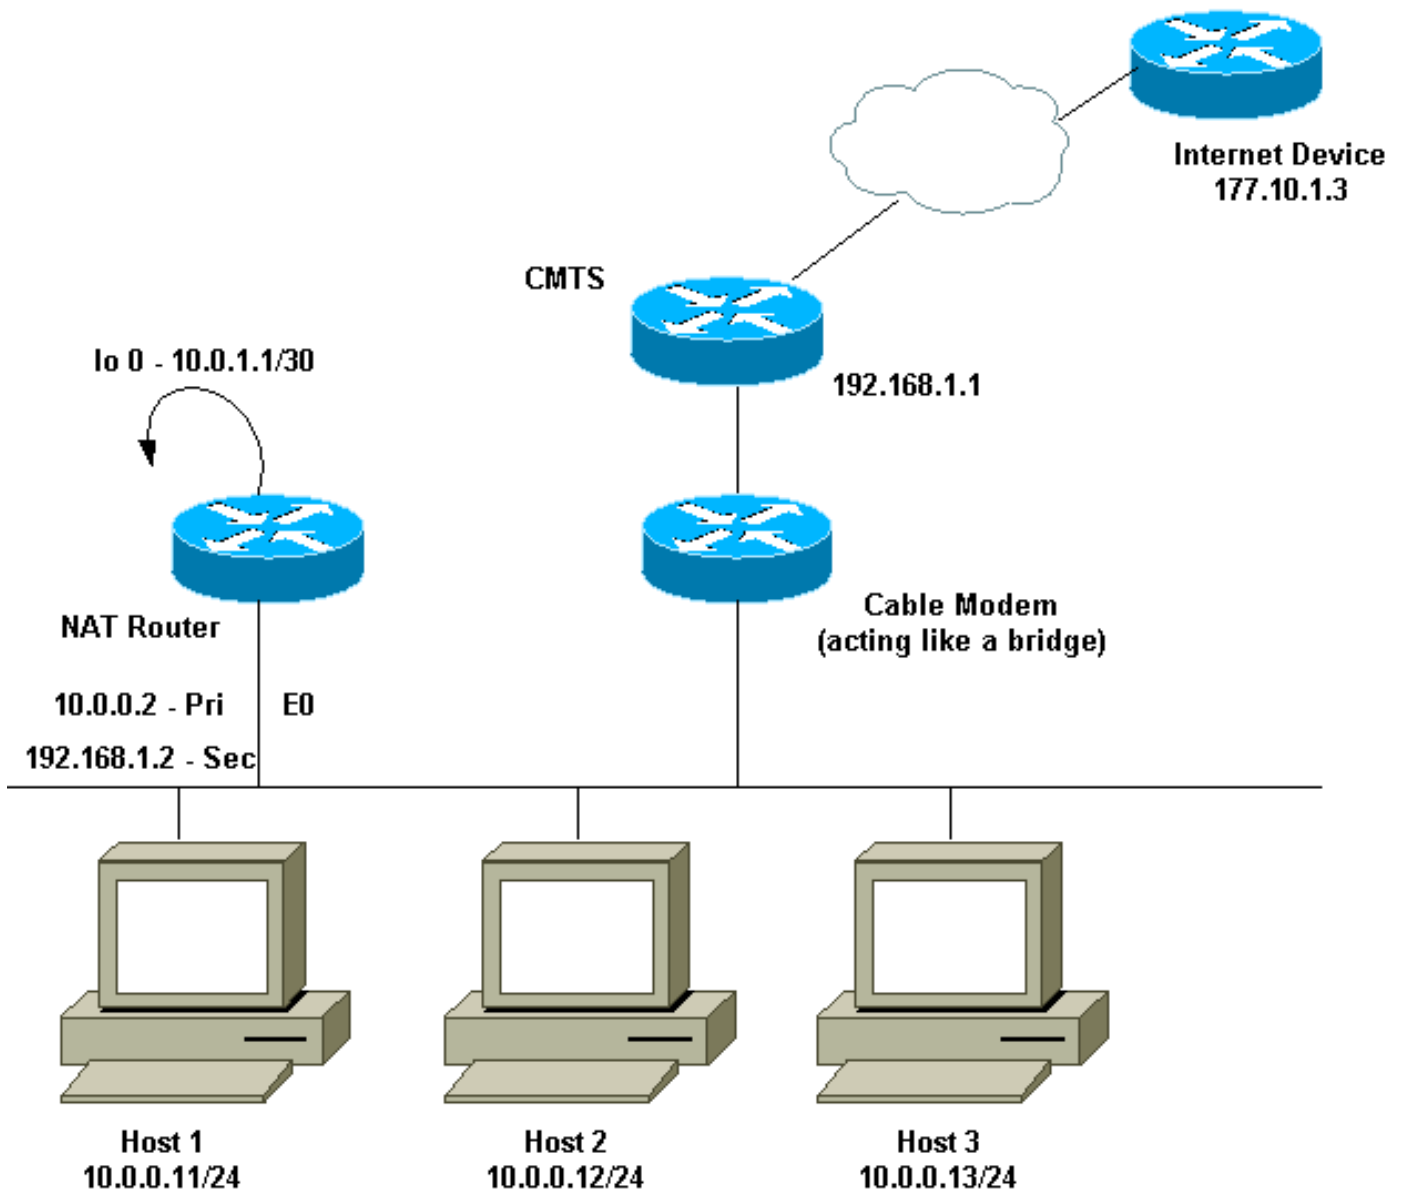 Internet Device
177.10.1.3
CMTS
192.168.1.1
lo 0 - 10.0.1.1/30
NAT Router
Cable Modem
(acting like a bridge)
10.0.0.2 - Pri
E0
192.168.1.2 - Sec
Host 1
10.0.0.11/24
Host 2
10.0.0.12/24
Host 3
10.0.0.13/24